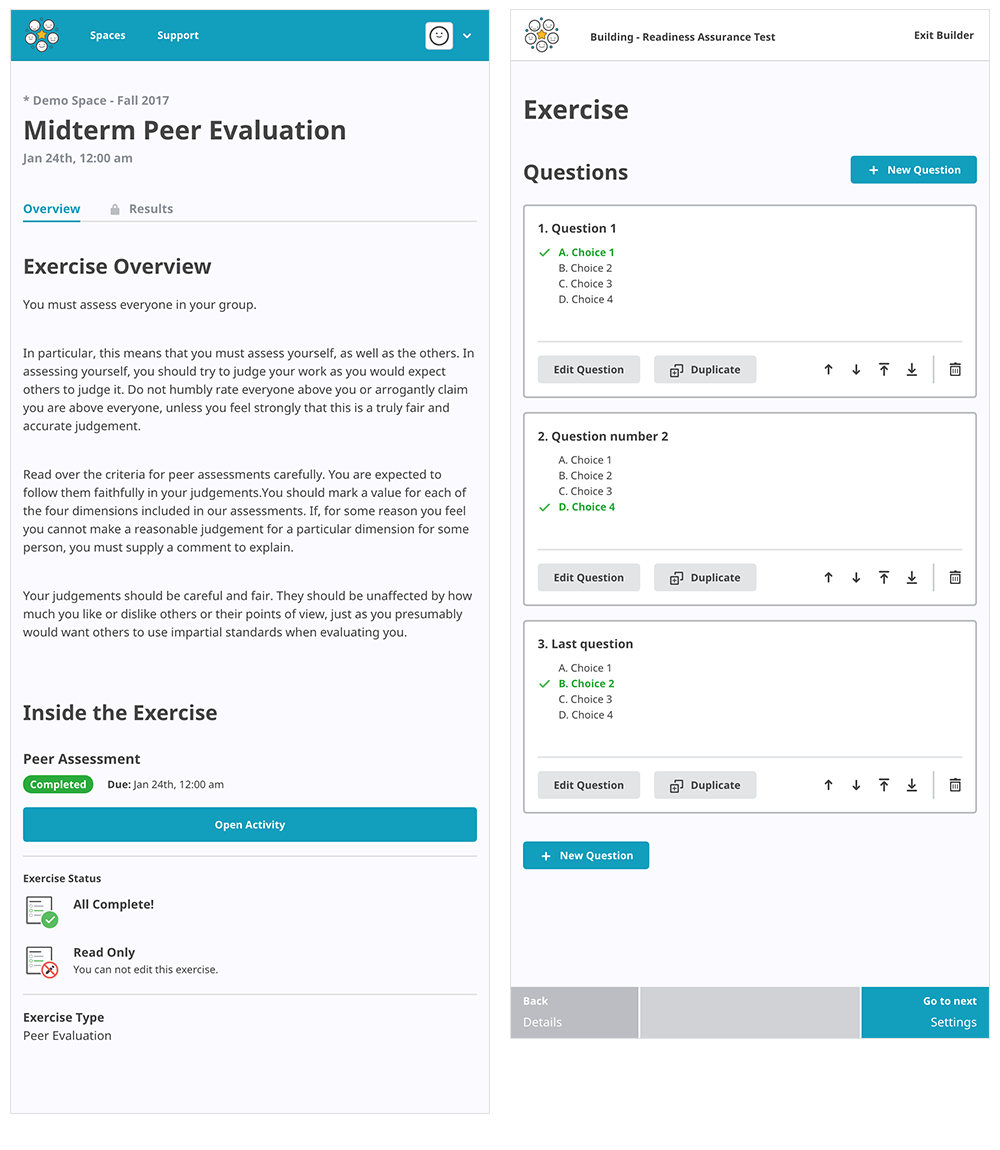 Spaces
Support
* Demo Space - Fall 2017
Midterm Peer Evaluation
Jan 24th, 12:00 am
Overview
Results
Exercise Overview
You must assess everyone in your group.
In particular, this means that you must assess yourself, as well as the others. In
assessing yourself, you should try to judge your work as you would expect
others to judge it. Do not humbly rate everyone above you or arrogantly claim
you are above everyone, unless you feel strongly that this is a truly fair and
accurate judgement.
Read over the criteria for peer assessments carefully. You are expected to
follow them faithfully in your judgements.You should mark a value for each of
the four dimensions included in our assessments. If, for some reason you feel
you cannot make a reasonable judgement for a particular dimension for some
person, you must supply a comment to explain.
Your judgements should be careful and fair. They should be unaffected by how
much you like or dislike others or their points of view, just as you presumably
would want others to use impartial standards when evaluating you.
Inside the Exercise
Peer Assessment
Completed
Due: Jan 24th, 12:00 am
Open Activity
Exercise Status
All Complete!
Read Only
You can not edit this exercise.
Exercise Type
Peer Evaluation
Building - Readiness Assurance Test
Exit Builder
Exercise
Questions
+ New Question
1. Question 1
A. Choice 1
B. Choice 2
C. Choice 3
D. Choice 4
Edit Question
Duplicate
2. Question number 2
A. Choice 1
B. Choice 2
C. Choice 3
D. Choice 4
Edit Question
Duplicate
3. Last question
A. Choice 1
B. Choice 2
C. Choice 3
D. Choice 4
Edit Question
Duplicate
+ New Question
Back
Details
Go to next
Settings